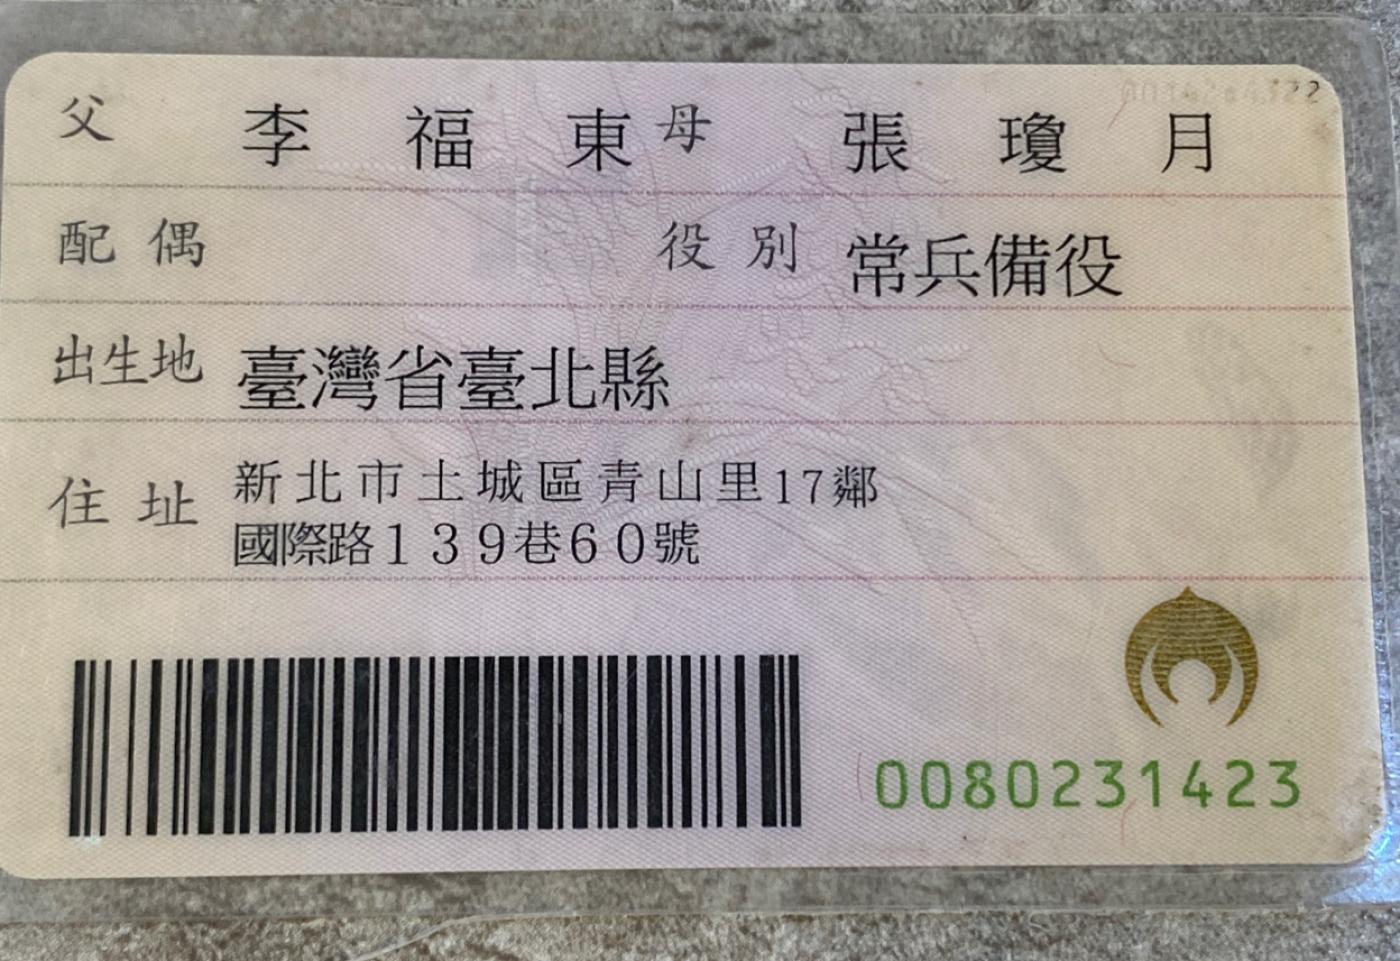 父 李福東 母 張瓊月
配偶 役別 常兵備役
出生地 臺灣省臺北縣
住址 新北市土城區青山里17鄰
國際路139巷60號
0080231423